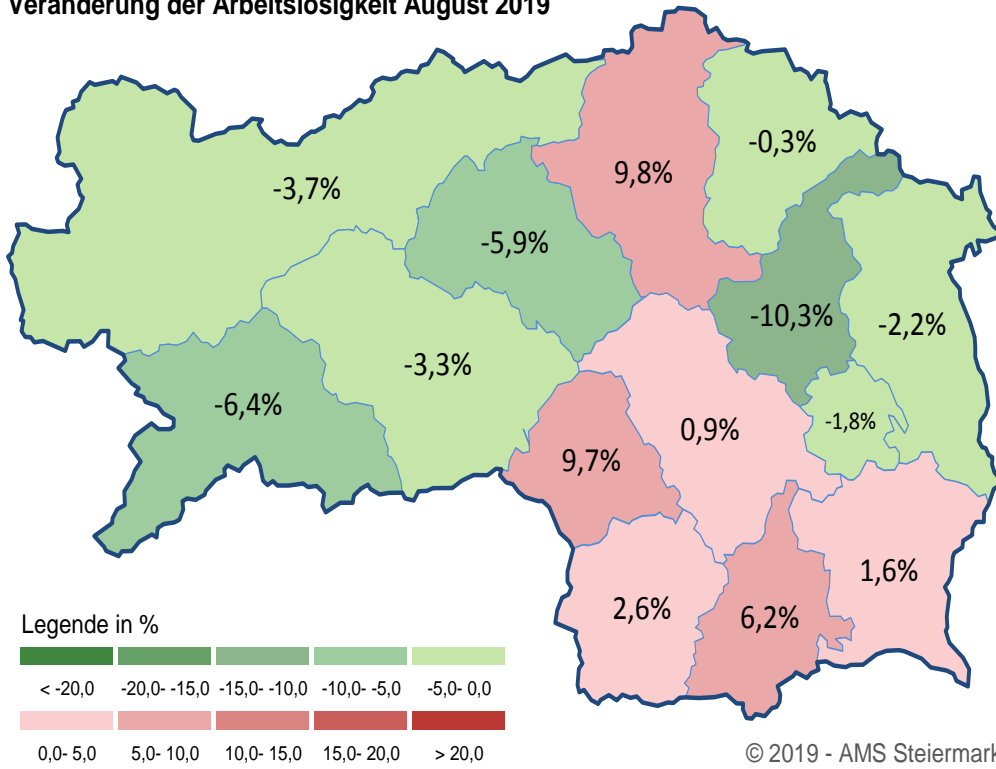 Veränderung der Arbeitslosigkeit August 2019
-0,3%
9,8%
-3,7%
-5,9%
-10,3%
-2,2%
-3,3%
-6,4%
-1,8%
0,9%
9,7%
1,6%
2,6%
6,2%
Legende in %
< -20,0 -20,0- -15,0 -15,0- -10,0 -10,0- -5,0 -5,0- 0,0
0,0- 5,0 5,0- 10,0 10,0- 15,0 15,0- 20,0 > 20,0
© 2019 - AMS Steiermark